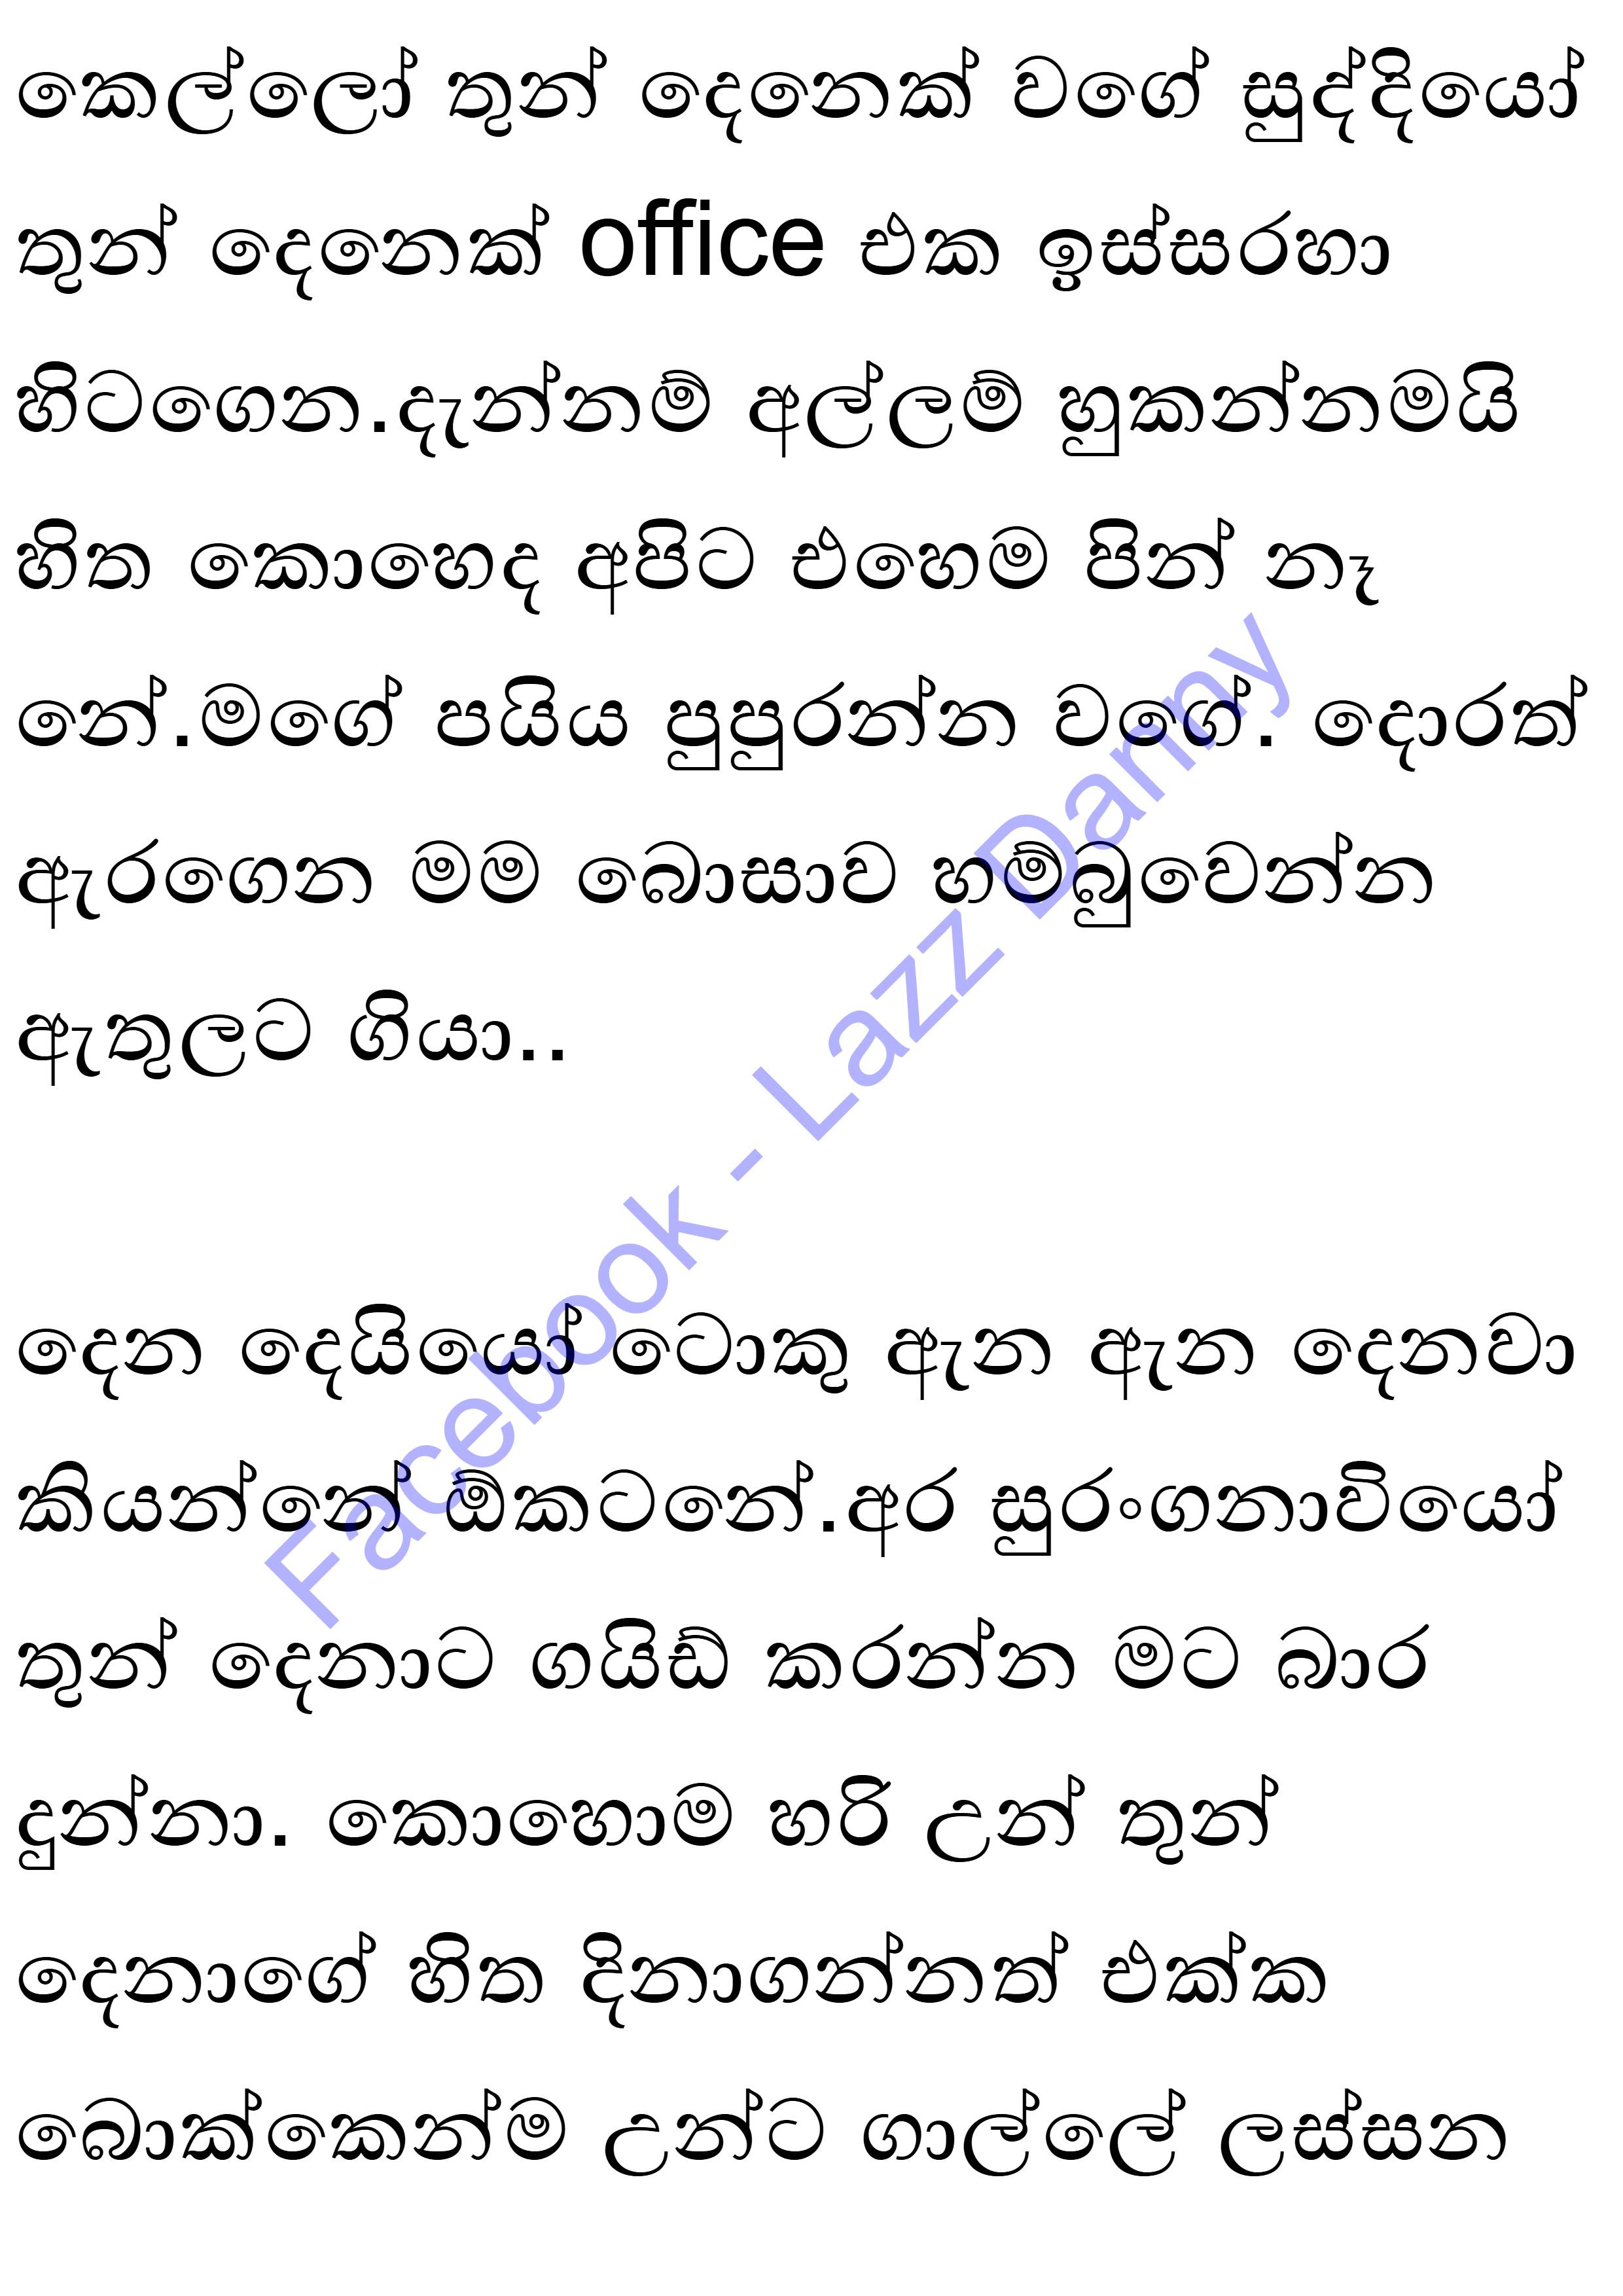 කෙල්ලෝ තුන් දෙනෙක් වගේ සුද්දියෝ
තුන් දෙනෙක් office එක ඉස්සරහා
හිටගෙන.දැන්නම් අල්ලම් හුකන්නමයි
හිත කොහෙද අපිට එහෙම පින් නෑ
නේ.මගේ පයිය පුපුරන්න වගේ. දොරත්
ඇරගෙන මම බොසාව හම්බුවෙන්න
ඇතුලට ගියා..
දෙන දෙයියෝ ටොකු ඇන ඇන දෙනවා
කියන්නේ ඕකටනේ.අර සුරංගනාවියෝ
තුන් දෙනාට ගයිඩ් කරන්න මට බාර
දුන්නා. කොහොම හරි උන් තුන්
දෙනාගේ හිත දිනාගන්නත් එක්ක
බොක්කෙන්ම උන්ට ගාල්ලේ ලස්සන
Facebook - Lazz Danny